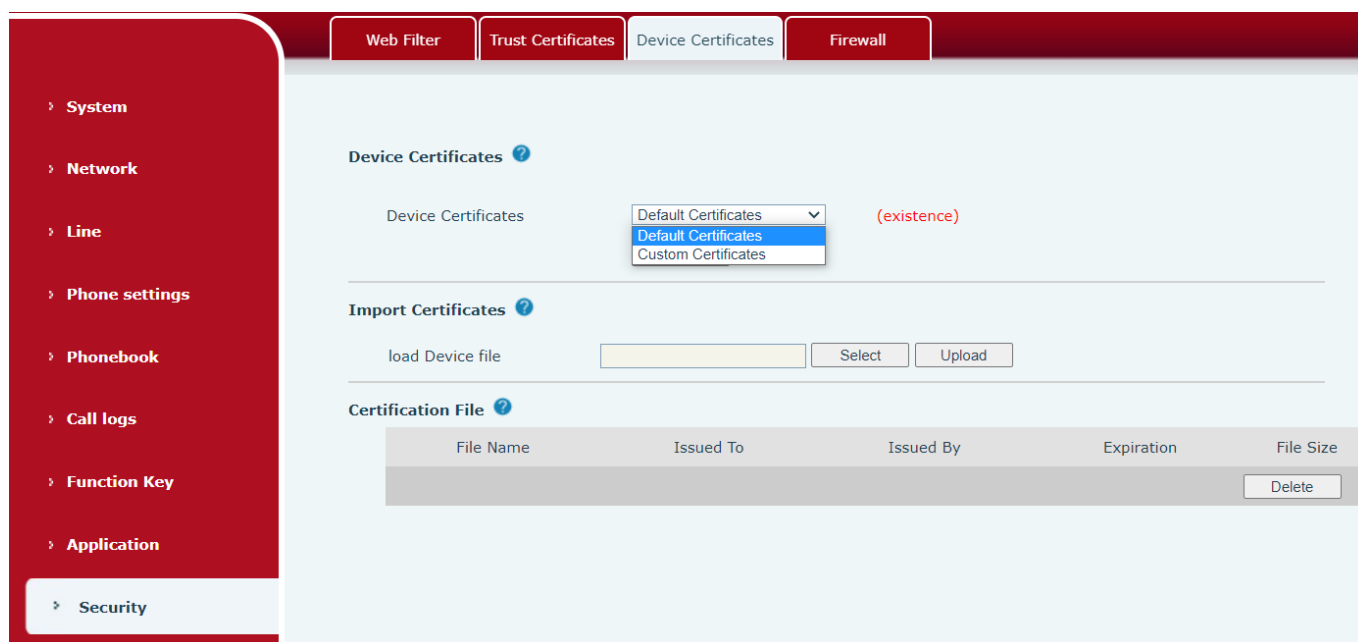 Web Filter Trust Certificates Device Certificates Firewall
System
Network
Line
Phone settings
Phonebook
Call logs
Function Key
Application
Security
Device Certificates ?
Device Certificates Default Certificates (existence)
Default Certificates
Custom Certificates
Import Certificates ?
load Device file Select Upload
Certification File ?
File Name Issued To Issued By Expiration File Size
Delete